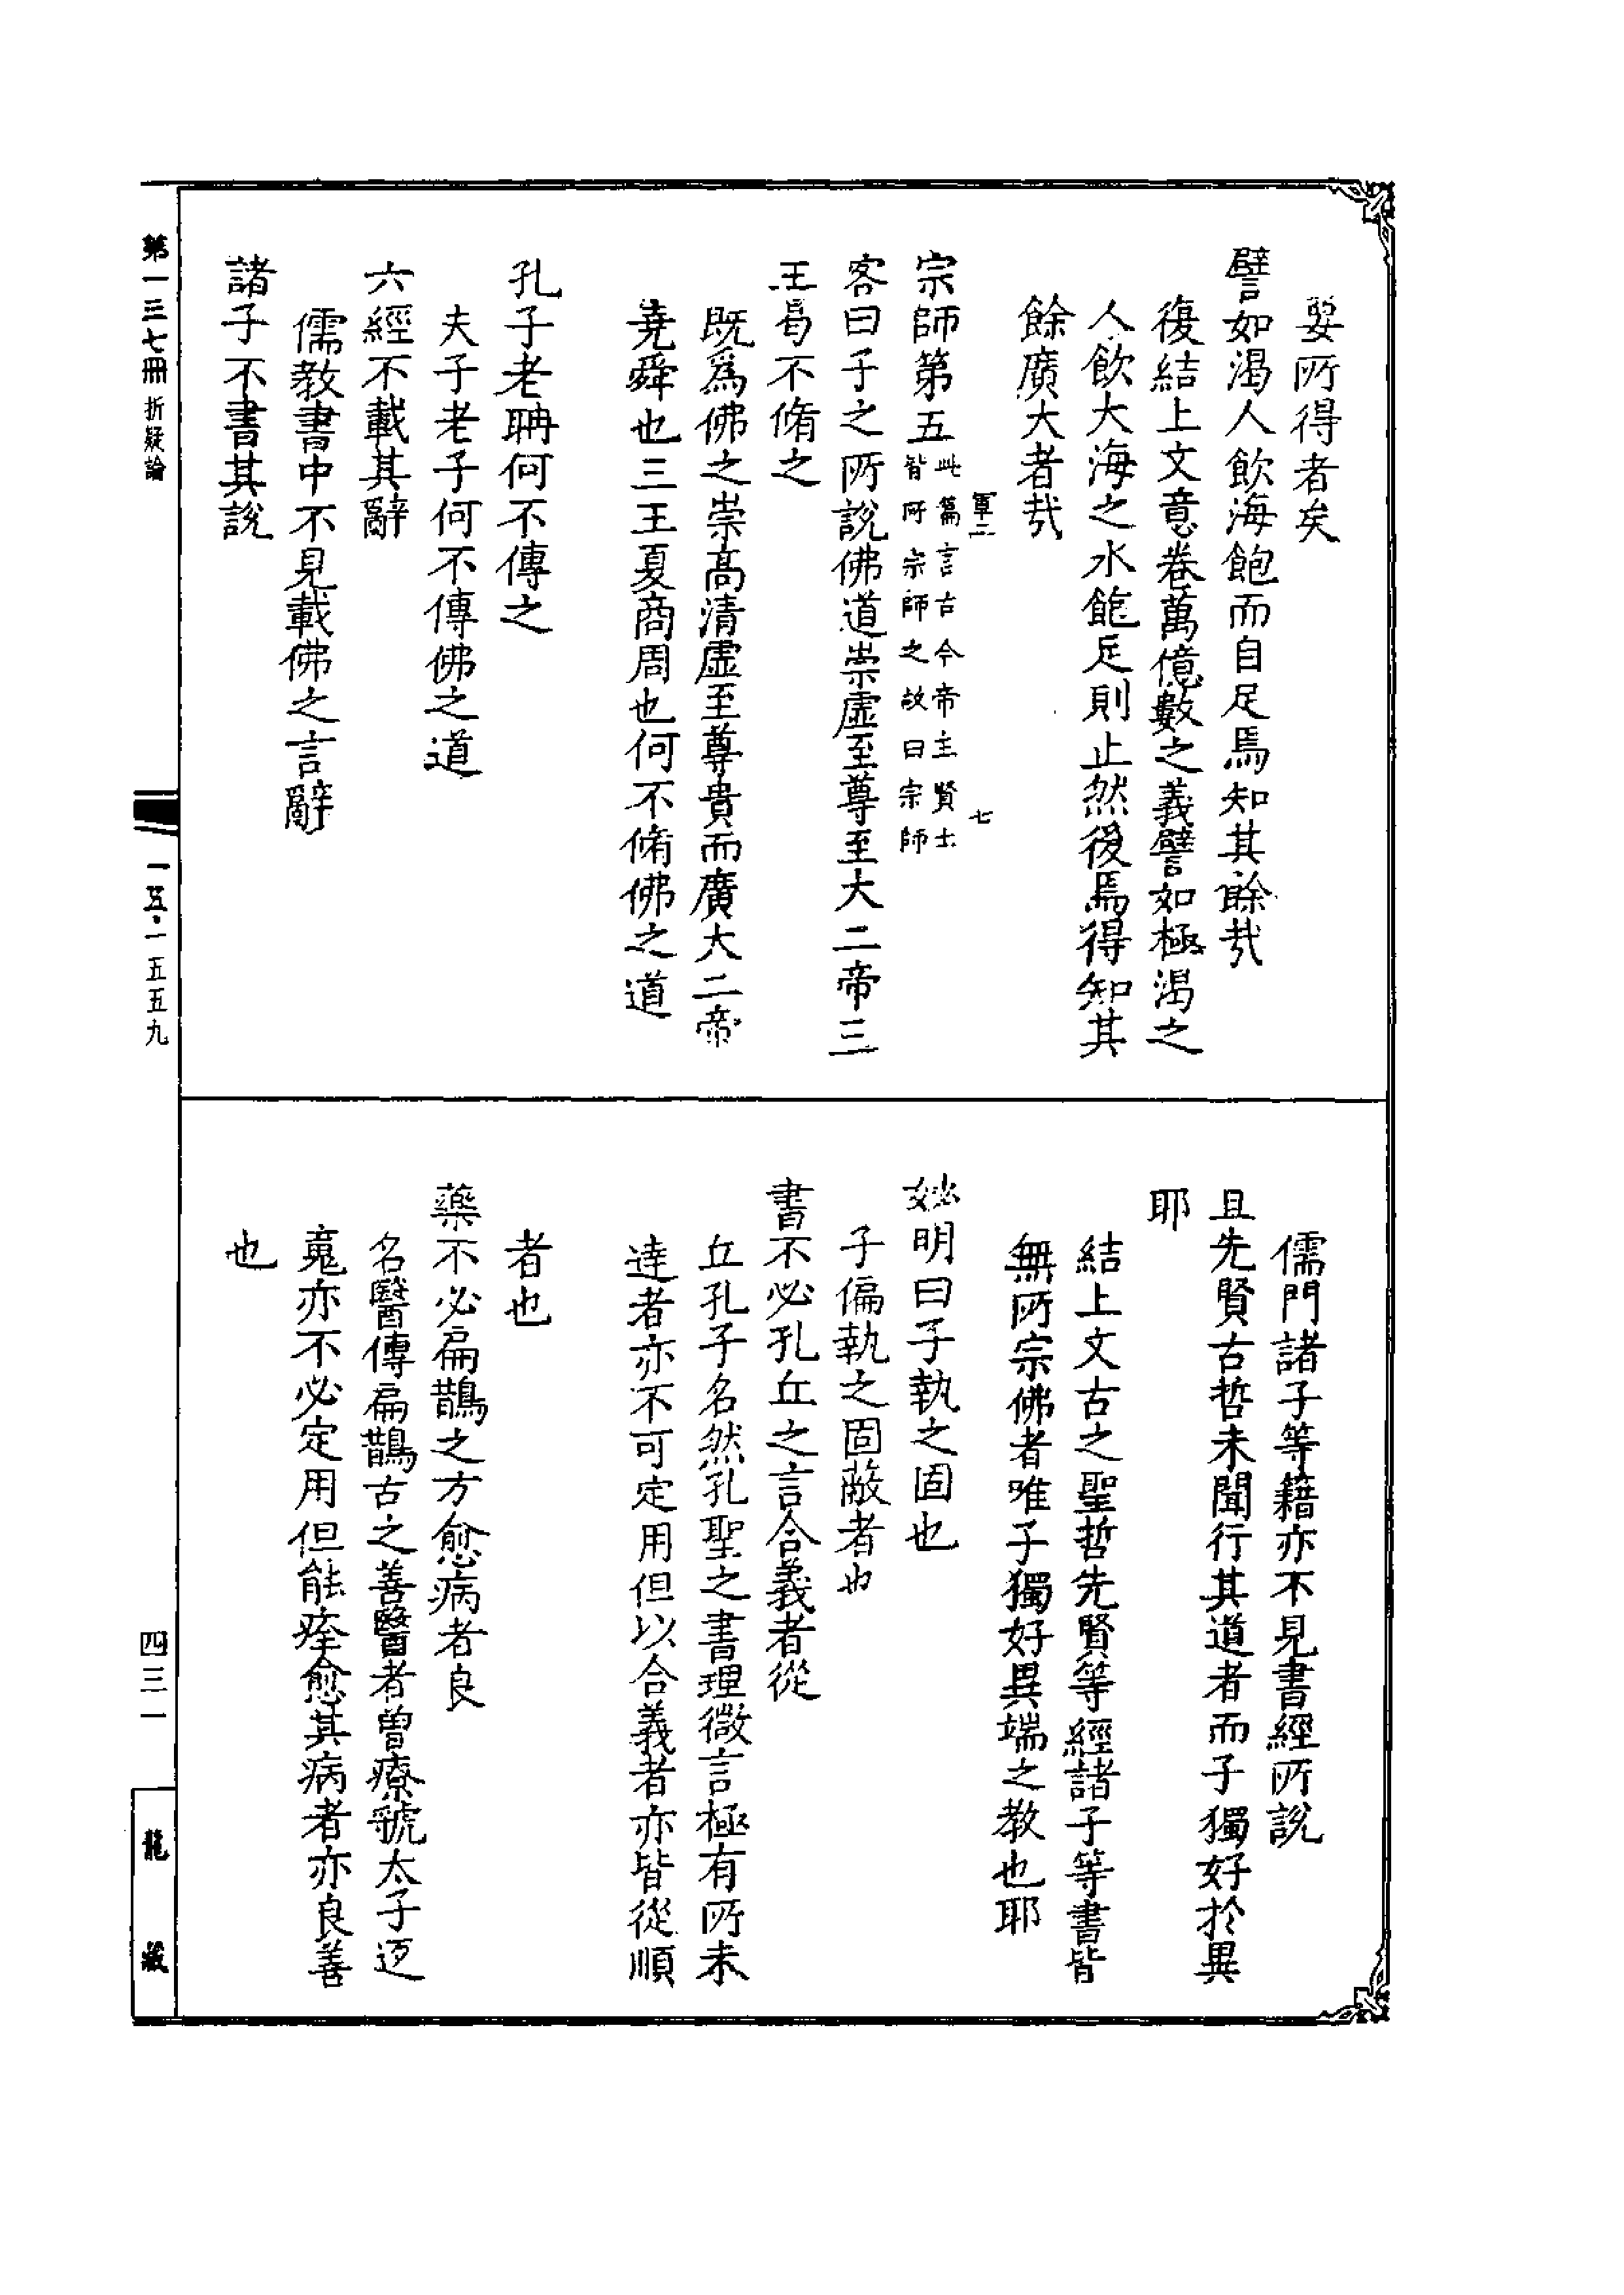 娶所得者矣
譬如渴人飲海飽而自足焉知其餘哉
復結上文意卷萬億數之義譬如極渴之
人飲大海之水飽足則止然後焉得知其
餘廣大者哉
軍二 七
宗師第五
此篇言古今帝主賢士
皆所宗師之故曰宗師
客曰子之所說佛道崇虛至尊至大二帝三
王曷不脩之
既為佛之崇高清虛至尊貴而廣大二帝
堯舜也三王夏商周也何不脩佛之道
孔子老聃何不傳之
夫子老子何不傳佛之道
六經不載其辭
儒教書中不見載佛之言辭
諸子不書其說
儒門諸子等籍亦不見書經所說
且先賢古哲未聞行其道者而子獨好於異
耶
結上文古之聖哲先賢等經諸子等書皆
無所宗佛者唯子獨好異端之教也耶
妙明曰子執之固也
子偏執之固蔽者也
書不必孔丘之言合義者從
丘孔子名然孔聖之書理微言極有所未
達者亦不可定用但以合義者亦皆從順
者也
藥不必扁鵲之方愈病者良
名醫傳扁鵲古之善醫者曾療虢太子返
䰟亦不必定用但能痊愈其病者亦良善
也
第一三七冊 折疑論
一五·一五五九
四三一
龍藏